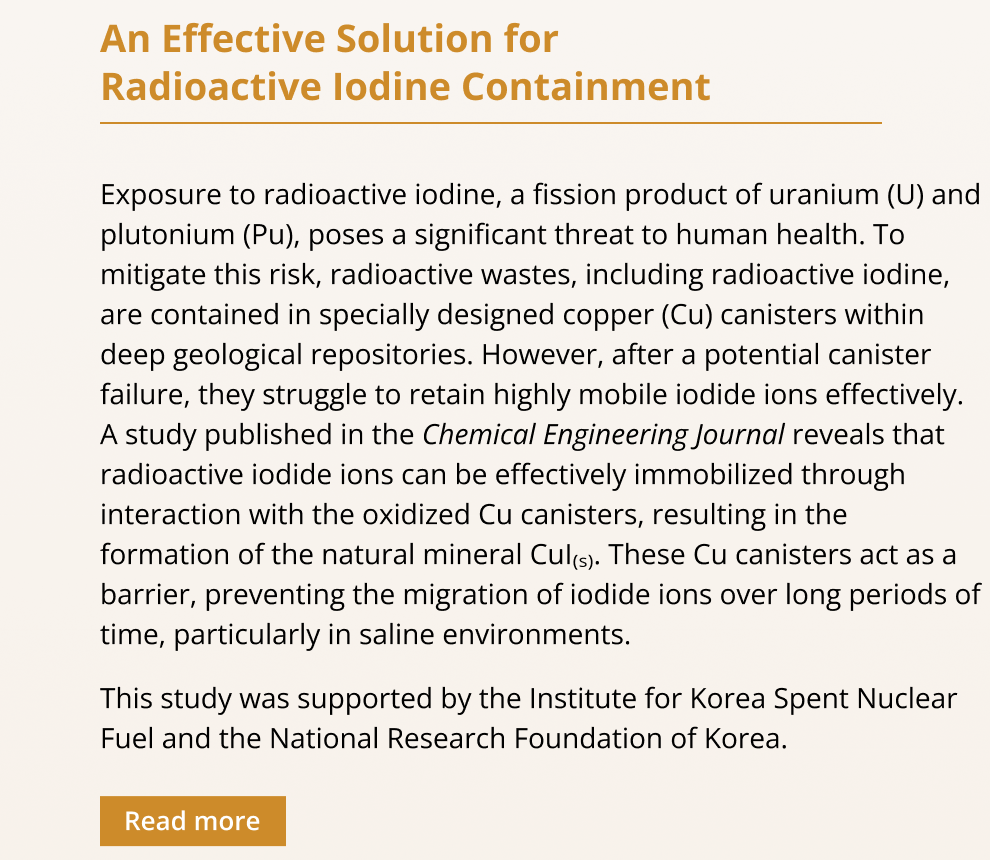 An Effective Solution for
Radioactive Iodine Containment
Exposure to radioactive iodine, a fission product of uranium (U) and
plutonium (Pu), poses a significant threat to human health. To
mitigate this risk, radioactive wastes, including radioactive iodine,
are contained in specially designed copper (Cu) canisters within
deep geological repositories. However, after a potential canister
failure, they struggle to retain highly mobile iodide ions effectively.
A study published in the Chemical Engineering Journal reveals that
radioactive iodide ions can be effectively immobilized through
interaction with the oxidized Cu canisters, resulting in the
formation of the natural mineral CuI(s). These Cu canisters act as a
barrier, preventing the migration of iodide ions over long periods of
time, particularly in saline environments.
This study was supported by the Institute for Korea Spent Nuclear
Fuel and the National Research Foundation of Korea.
Read more